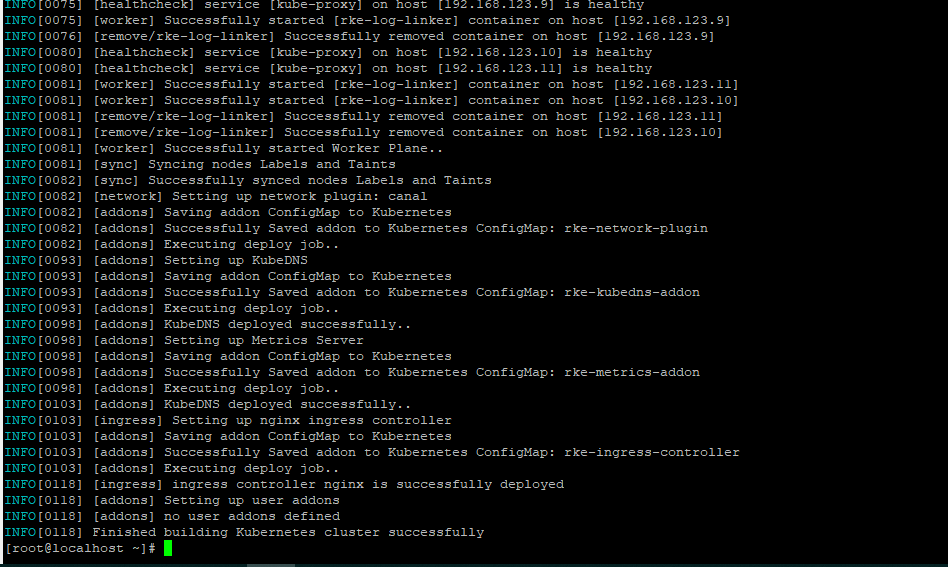 INFO[0075] [healthcheck] service [kube-proxy] on host [192.168.123.9] is healthy
INFO[0075] [worker] Successfully started [rke-log-linker] container on host [192.168.123.9]
INFO[0076] [remove/rke-log-linker] Successfully removed container on host [192.168.123.9]
INFO[0080] [healthcheck] service [kube-proxy] on host [192.168.123.10] is healthy
INFO[0080] [healthcheck] service [kube-proxy] on host [192.168.123.11] is healthy
INFO[0081] [worker] Successfully started [rke-log-linker] container on host [192.168.123.11]
INFO[0081] [worker] Successfully started [rke-log-linker] container on host [192.168.123.10]
INFO[0081] [remove/rke-log-linker] Successfully removed container on host [192.168.123.11]
INFO[0081] [remove/rke-log-linker] Successfully removed container on host [192.168.123.10]
INFO[0081] [worker] Successfully started Worker Plane..
INFO[0081] [sync] Syncing nodes Labels and Taints
INFO[0082] [sync] Successfully synced nodes Labels and Taints
INFO[0082] [network] Setting up network plugin: canal
INFO[0082] [addons] Saving addon ConfigMap to Kubernetes
INFO[0082] [addons] Successfully Saved addon to Kubernetes ConfigMap: rke-network-plugin
INFO[0082] [addons] Executing deploy job..
INFO[0093] [addons] Setting up KubeDNS
INFO[0093] [addons] Saving addon ConfigMap to Kubernetes
INFO[0093] [addons] Successfully Saved addon to Kubernetes ConfigMap: rke-kubedns-addon
INFO[0093] [addons] Executing deploy job..
INFO[0098] [addons] KubeDNS deployed successfully..
INFO[0098] [addons] Setting up Metrics Server
INFO[0098] [addons] Saving addon ConfigMap to Kubernetes
INFO[0098] [addons] Successfully Saved addon to Kubernetes ConfigMap: rke-metrics-addon
INFO[0098] [addons] Executing deploy job..
INFO[0103] [addons] KubeDNS deployed successfully..
INFO[0103] [ingress] Setting up nginx ingress controller
INFO[0103] [addons] Saving addon ConfigMap to Kubernetes
INFO[0103] [addons] Successfully Saved addon to Kubernetes ConfigMap: rke-ingress-controller
INFO[0103] [addons] Executing deploy job..
INFO[0118] [ingress] ingress controller nginx is successfully deployed
INFO[0118] [addons] Setting up user addons
INFO[0118] [addons] no user addons defined
INFO[0118] Finished building Kubernetes cluster successfully
[root@localhost ~]#